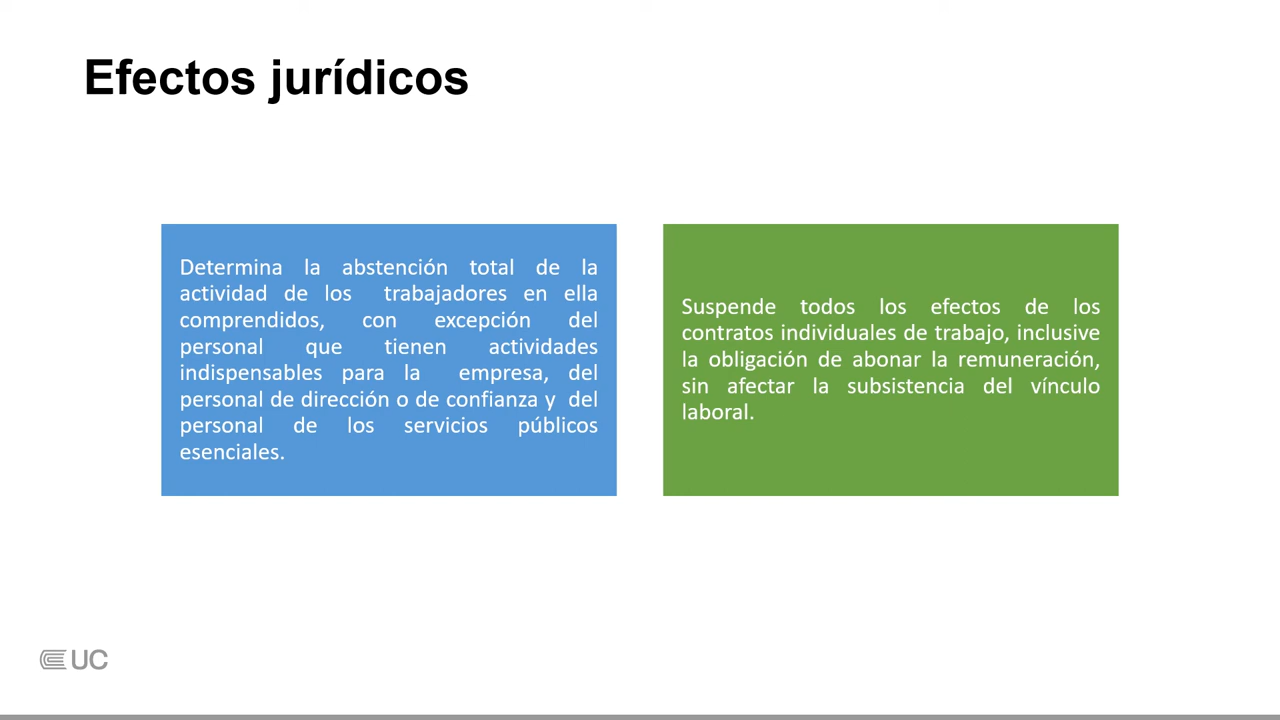 Efectos jurídicos
Determina la abstención total de la
actividad de los trabajadores en ella
comprendidos, con excepción del
personal que tienen actividades
indispensables para la empresa, del
personal de dirección o de confianza y del
personal de los servicios públicos
esenciales.
Suspende todos los efectos de los
contratos individuales de trabajo, inclusive
la obligación de abonar la remuneración,
sin afectar la subsistencia del vínculo
laboral.
UC